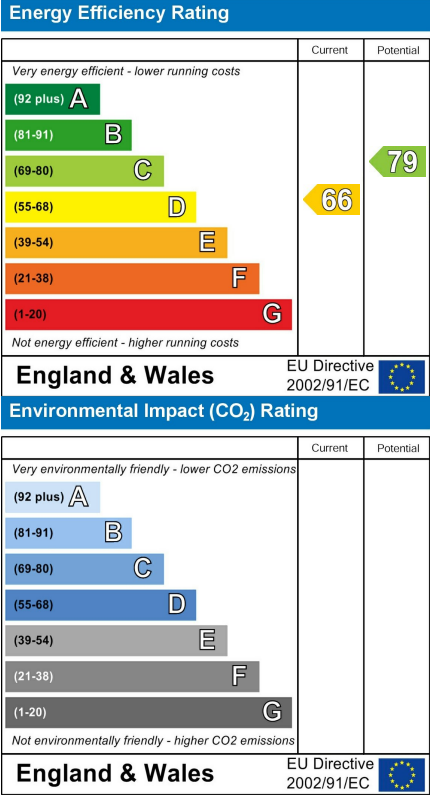 Energy Efficiency Rating
Current Potential
Very energy efficient - lower running costs
(92 plus) A
(81-91) B
(69-80) C
79
(55-68) D
66
(39-54) E
(21-38) F
(1-20) G
Not energy efficient - higher running costs
England & Wales
EU Directive
2002/91/EC
Environmental Impact (CO₂) Rating
Current Potential
Very environmentally friendly - lower CO2 emissions
(92 plus) A
(81-91) B
(69-80) C
(55-68) D
(39-54) E
(21-38) F
(1-20) G
Not environmentally friendly - higher CO2 emissions
England & Wales
EU Directive
2002/91/EC